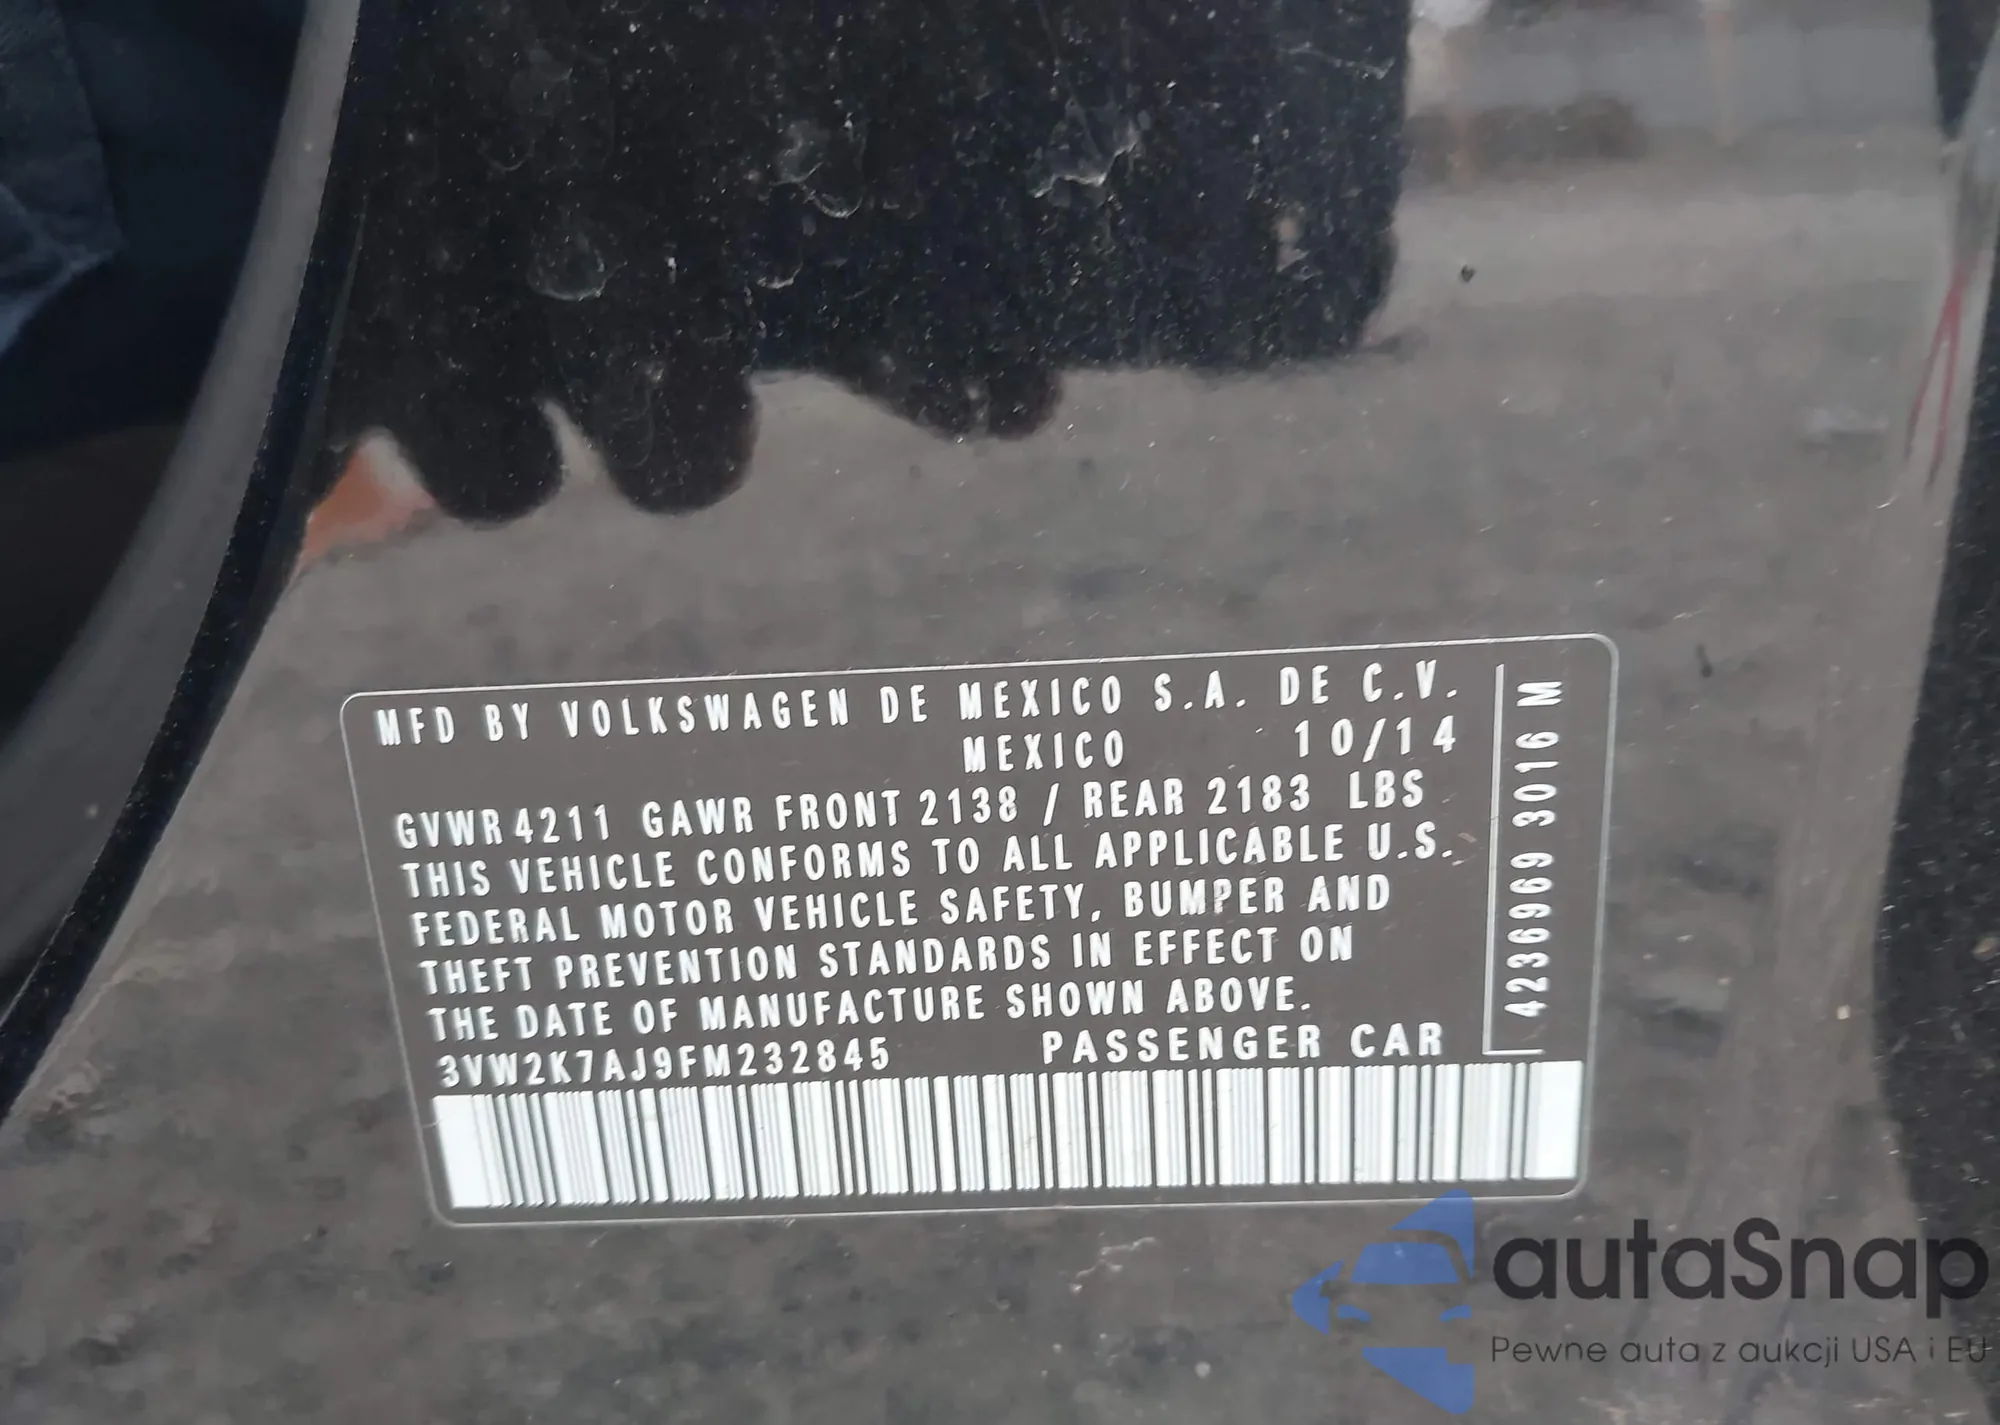 MFD BY VOLKSWAGEN DE MEXICO S.A. DE C.V.
MEXICO 10/14
GVWR 4211 GAWR FRONT 2138 / REAR 2183 LBS
THIS VEHICLE CONFORMS TO ALL APPLICABLE U.S.
FEDERAL MOTOR VEHICLE SAFETY, BUMPER AND
THEFT PREVENTION STANDARDS IN EFFECT ON
THE DATE OF MANUFACTURE SHOWN ABOVE.
3VW2K7AJ9FM232845 PASSENGER CAR
42369693016 M
autaSnap
Pewne auta z aukcji USA i EU